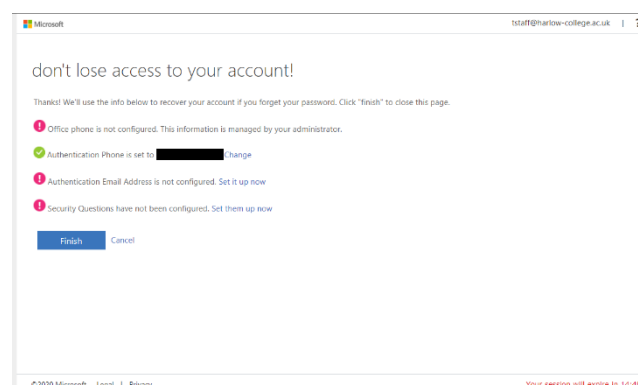 Microsoft
tstaff@harlow-college.ac.uk | ?
don't lose access to your account!
Thanks! We'll use the info below to recover your account if you forget your password. Click "finish" to close this page.
Office phone is not configured. This information is managed by your administrator.
Authentication Phone is set to Change
Authentication Email Address is not configured. Set it up now
Security Questions have not been configured. Set them up now
Finish Cancel
©2020 Microsoft Legal | Privacy
Your session will expire in